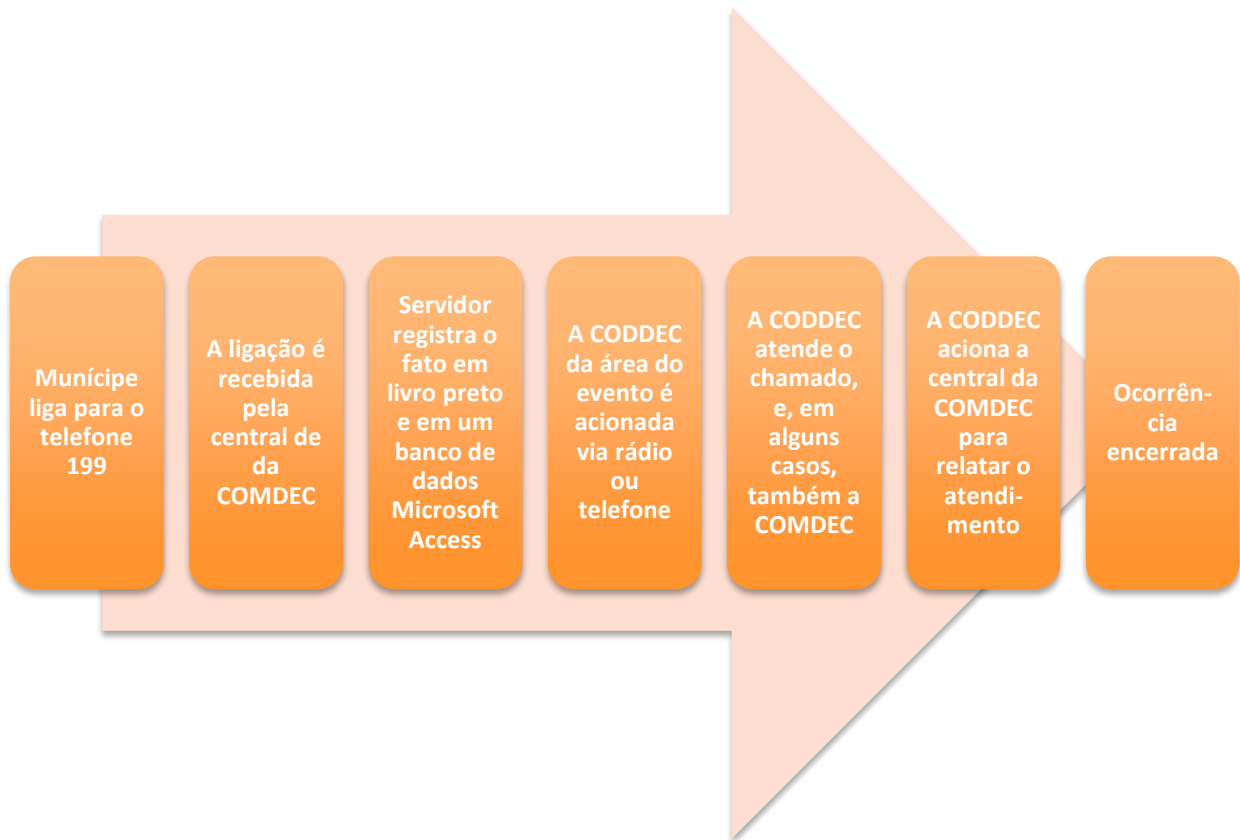 Munícipe
liga para o
telefone
199
A ligação é
recebida
pela
central de
da
COMDEC
Servidor
registra o
fato em
livro preto
e em um
banco de
dados
Microsoft
Access
A CODDEC
da área do
evento é
acionada
via rádio
ou
telefone
A CODDEC
atende o
chamado,
e, em
alguns
casos,
também a
COMDEC
A CODDEC
aciona a
central da
COMDEC
para
relatar o
atendi-
mento
Ocorrên-
cia
encerrada